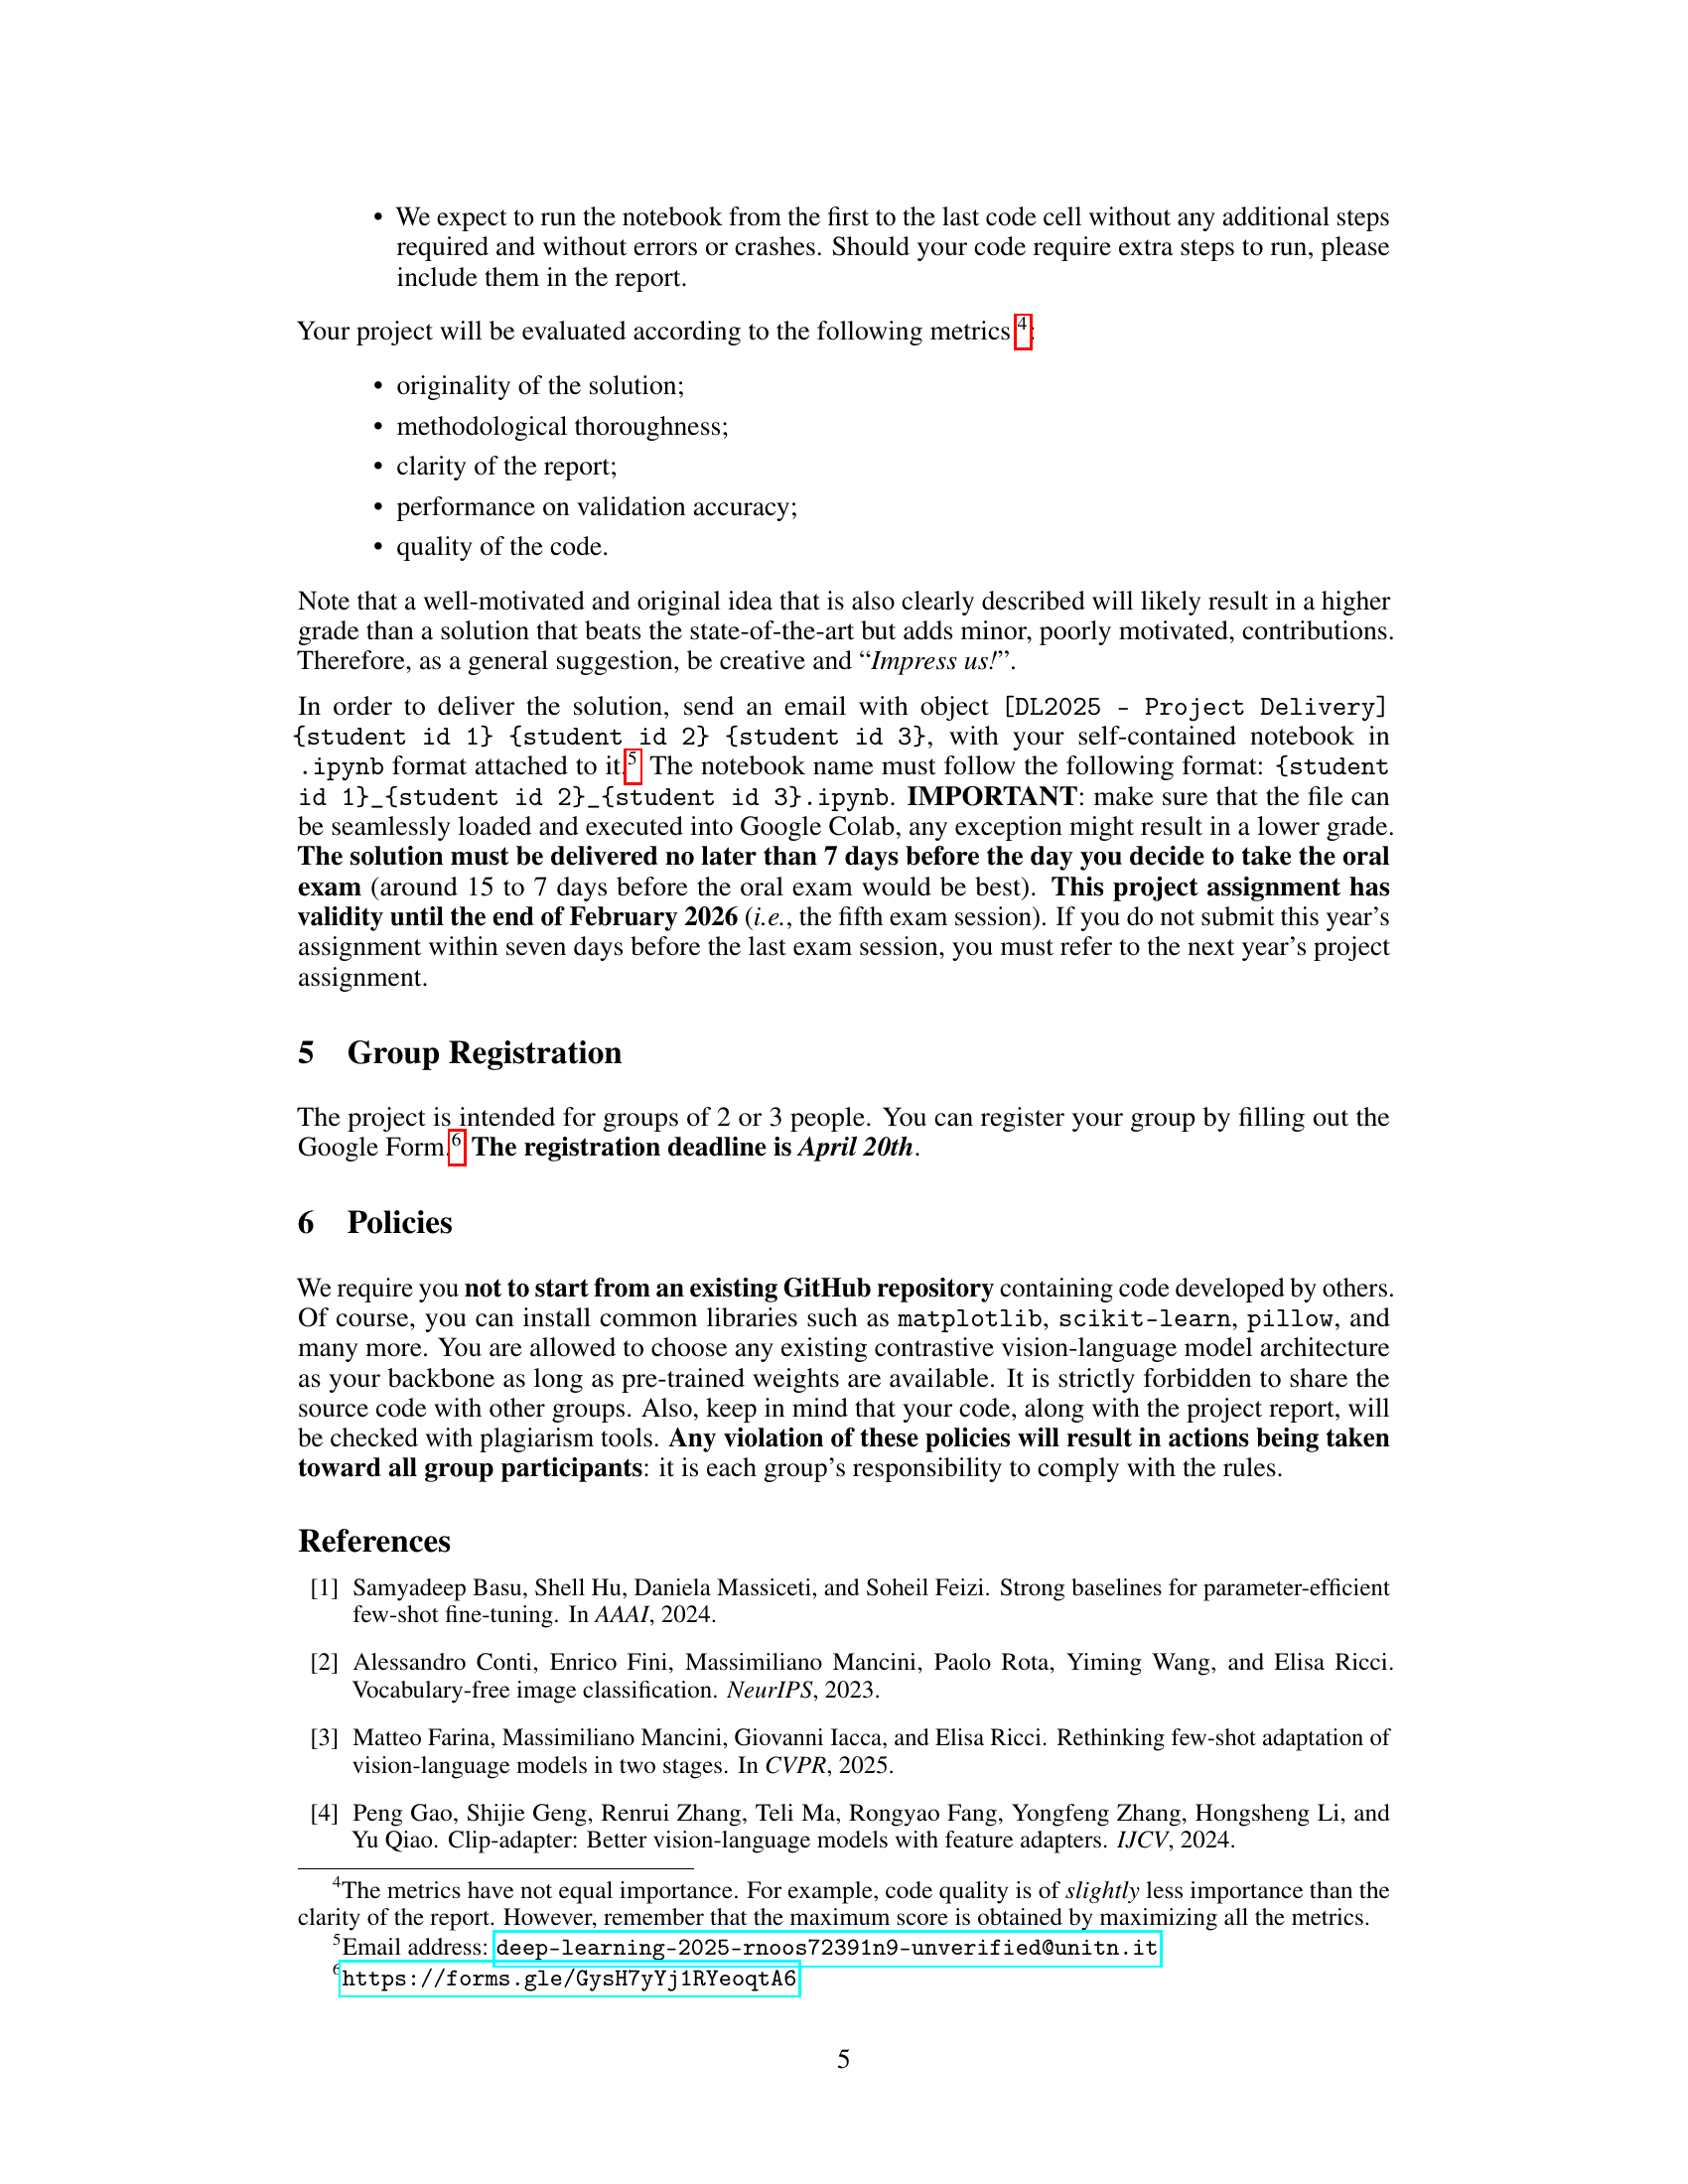 • We expect to run the notebook from the first to the last code cell without any additional steps
required and without errors or crashes. Should your code require extra steps to run, please
include them in the report.
Your project will be evaluated according to the following metrics 4:
• originality of the solution;
• methodological thoroughness;
• clarity of the report;
• performance on validation accuracy;
• quality of the code.
Note that a well-motivated and original idea that is also clearly described will likely result in a higher
grade than a solution that beats the state-of-the-art but adds minor, poorly motivated, contributions.
Therefore, as a general suggestion, be creative and “Impress us!”.
In order to deliver the solution, send an email with object [DL2025 - Project Delivery]
{student id 1} {student id 2} {student id 3}, with your self-contained notebook in
.ipynb format attached to it.5 The notebook name must follow the following format: {student
id 1}_{student id 2}_{student id 3}.ipynb. IMPORTANT: make sure that the file can
be seamlessly loaded and executed into Google Colab, any exception might result in a lower grade.
The solution must be delivered no later than 7 days before the day you decide to take the oral
exam (around 15 to 7 days before the oral exam would be best). This project assignment has
validity until the end of February 2026 (i.e., the fifth exam session). If you do not submit this year’s
assignment within seven days before the last exam session, you must refer to the next year’s project
assignment.
5 Group Registration
The project is intended for groups of 2 or 3 people. You can register your group by filling out the
Google Form.6 The registration deadline is April 20th.
6 Policies
We require you not to start from an existing GitHub repository containing code developed by others.
Of course, you can install common libraries such as matplotlib, scikit-learn, pillow, and
many more. You are allowed to choose any existing contrastive vision-language model architecture
as your backbone as long as pre-trained weights are available. It is strictly forbidden to share the
source code with other groups. Also, keep in mind that your code, along with the project report, will
be checked with plagiarism tools. Any violation of these policies will result in actions being taken
toward all group participants: it is each group’s responsibility to comply with the rules.
References
[1] Samyadeep Basu, Shell Hu, Daniela Massiceti, and Soheil Feizi. Strong baselines for parameter-efficient
few-shot fine-tuning. In AAAI, 2024.
[2] Alessandro Conti, Enrico Fini, Massimiliano Mancini, Paolo Rota, Yiming Wang, and Elisa Ricci.
Vocabulary-free image classification. NeurIPS, 2023.
[3] Matteo Farina, Massimiliano Mancini, Giovanni Iacca, and Elisa Ricci. Rethinking few-shot adaptation of
vision-language models in two stages. In CVPR, 2025.
[4] Peng Gao, Shijie Geng, Renrui Zhang, Teli Ma, Rongyao Fang, Yongfeng Zhang, Hongsheng Li, and
Yu Qiao. Clip-adapter: Better vision-language models with feature adapters. IJCV, 2024.
4The metrics have not equal importance. For example, code quality is of slightly less importance than the
clarity of the report. However, remember that the maximum score is obtained by maximizing all the metrics.
5Email address: deep-learning-2025-rnoos72391n9-unverified@unitn.it
6https://forms.gle/GysH7yYj1RYeoqtA6
5